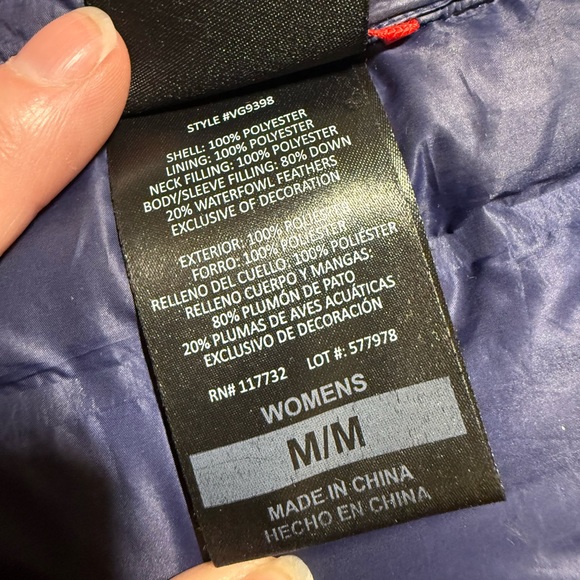 STYLE #VG9398
SHELL: 100% POLYESTER
LINING: 100% POLYESTER
NECK FILLING: 100% POLYESTER
BODY/SLEEVE FILLING: 80% DOWN
20% WATERFOWL FEATHERS
EXCLUSIVE OF DECORATION
EXTERIOR: 100% POLIÉSTER
FORRO: 100% POLIÉSTER
RELLENO DEL CUELLO: 100% POLIÉSTER
RELLENO CUERPO Y MANGAS:
80% PLUMÓN DE PATO
20% PLUMAS DE AVES ACUÁTICAS
EXCLUSIVO DE DECORACIÓN
RN# 117732 LOT #: 577978
WOMENS
M/M
MADE IN CHINA
HECHO EN CHINA